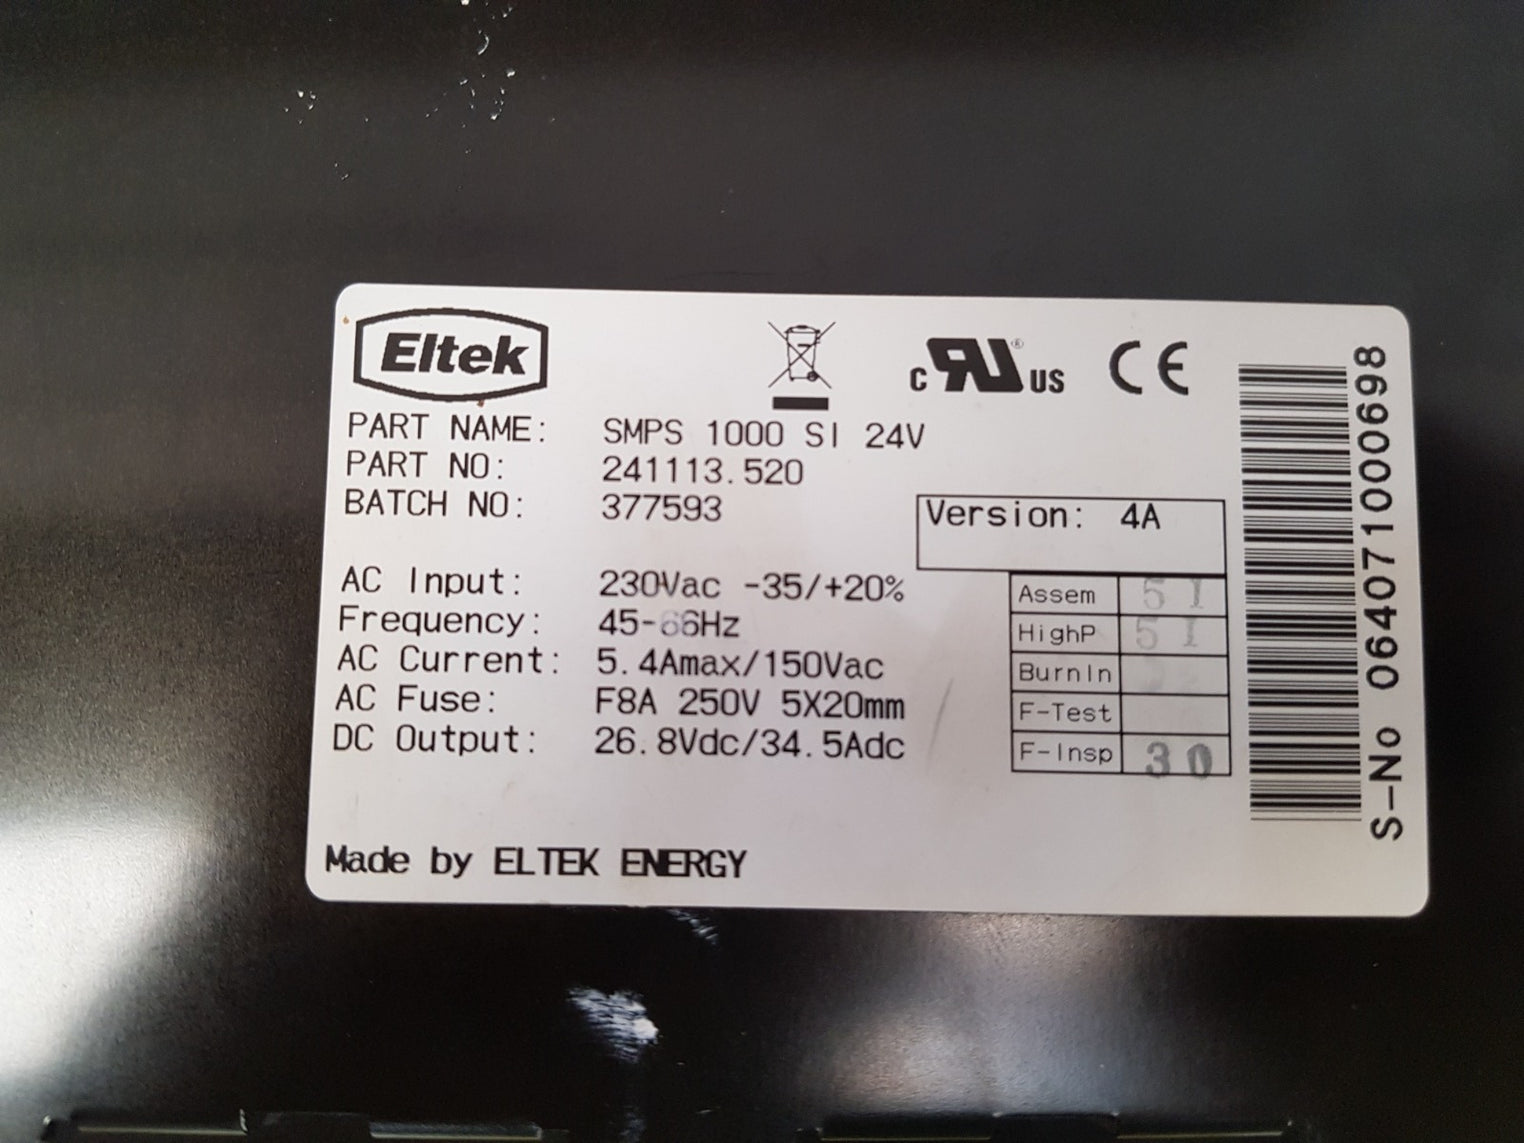 Eltek
c RU ® US CE
PART NAME: SMPS 1000 SI 24V
PART NO: 241113.520
BATCH NO: 377593
Version: 4A
AC Input: 230Vac -35/+20%
Frequency: 45-66Hz
AC Current: 5.4Amax/150Vac
AC Fuse: F8A 250V 5X20mm
DC Output: 26.8Vdc/34.5Adc
Assem 51
HighP 51
BurnIn
F-Test
F-Insp 30
Made by ELTEK ENERGY
S-No 064071000698